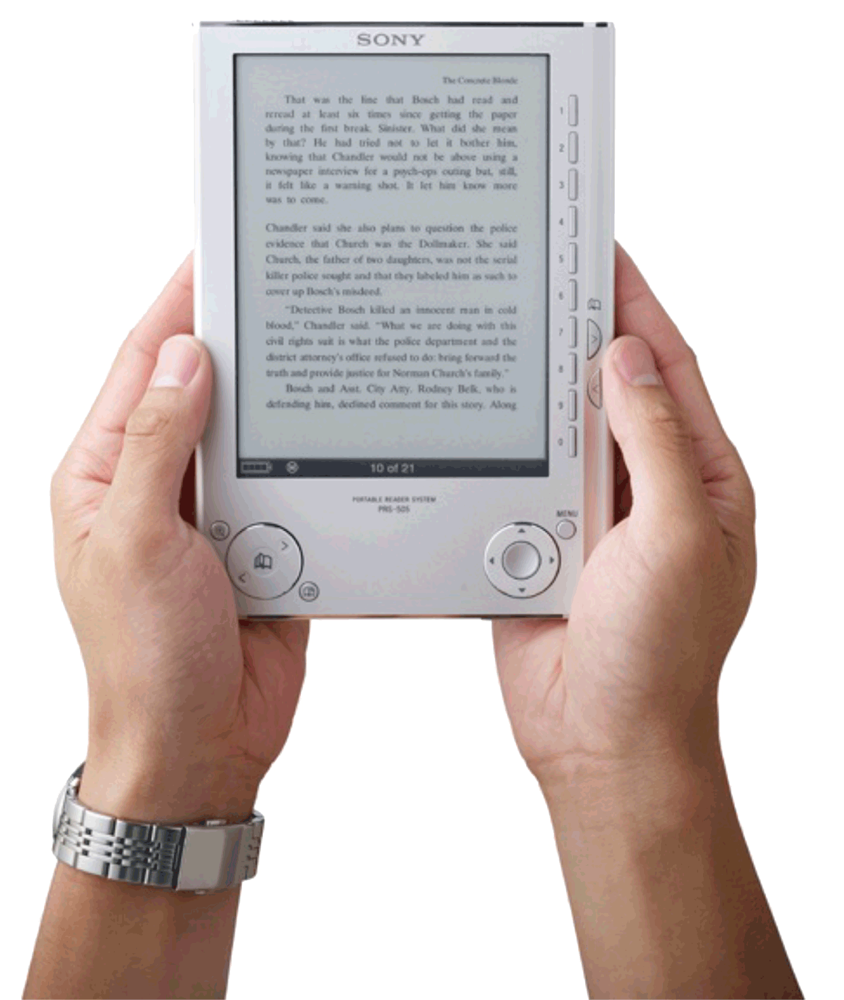 SONY
The Concrete Blonde
That was the line that Bosch had read and
reread at least six times since getting the paper
during the first break. Sinister. What did she mean
by that? He had tried not to let it bother him,
knowing that Chandler would not be above using a
newspaper interview for a psych-ops outing but, still,
it felt like a warning shot. It let him know more
was to come.
Chandler said she also plans to question the police
evidence that Church was the Dollmaker. She said
Church, the father of two daughters, was not the serial
killer police sought and that they labeled him as such to
cover up Bosch's misdeed.
"Detective Bosch killed an innocent man in cold
blood," Chandler said. "What we are doing with this
civil rights suit is what the police department and the
district attorney's office refused to do: bring forward the
truth and provide justice for Norman Church's family."
Bosch and Asst. City Atty. Rodney Belk, who is
defending him, declined comment for this story. Along
10 of 21
1
2
3
4
5
6
7
8
9
0
PORTABLE READER SYSTEM
PRS-505
MENU